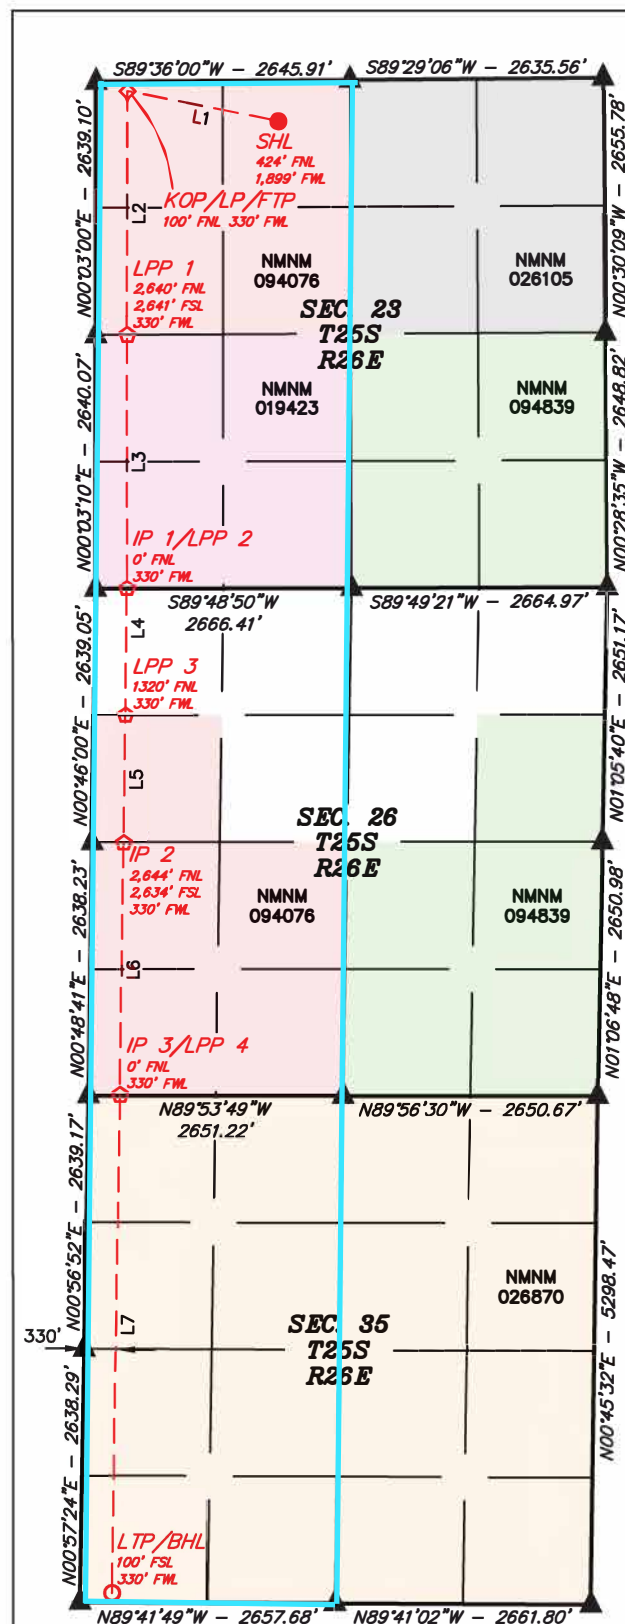 S89°36'00"W - 2645.91'
S89°29'06"W - 2635.56'
N00°03'00"E - 2639.10'
N00°30'09"W - 2655.78'
L1
SHL
424' FNL
1,899' FWL
L2
KOP/LP/FTP
100' FNL 330' FWL
LPP 1
2,640' FNL
2,641' FSL
330' FWL
NMNM
094076
NMNM
026105
SEC. 23
T25S
R26E
N00°03'10"E - 2640.07'
N00°28'35"W - 2648.82'
NMNM
019423
NMNM
094839
L3
IP 1/LPP 2
0' FNL
330' FWL
S89°48'50"W
2666.41'
S89°49'21"W - 2664.97'
L4
N00°46'00"E - 2639.05'
N01°05'40"E - 2651.17'
LPP 3
1320' FNL
330' FWL
L5
SEC. 26
T25S
R26E
IP 2
2,644' FNL
2,634' FSL
330' FWL
NMNM
094076
NMNM
094839
N00°48'41"E - 2638.23'
N01°06'48"E - 2650.98'
L6
IP 3/LPP 4
0' FNL
330' FWL
N89°53'49"W
2651.22'
N89°56'30"W - 2650.67'
N00°56'52"E - 2639.17'
NMNM
026870
L7
330'
SEC. 35
T25S
R26E
N00°45'32"E - 5298.47'
N00°57'24"E - 2638.29'
LTP/BHL
100' FSL
330' FWL
N89°41'49"W - 2657.68'
N89°41'02"W - 2661.80'